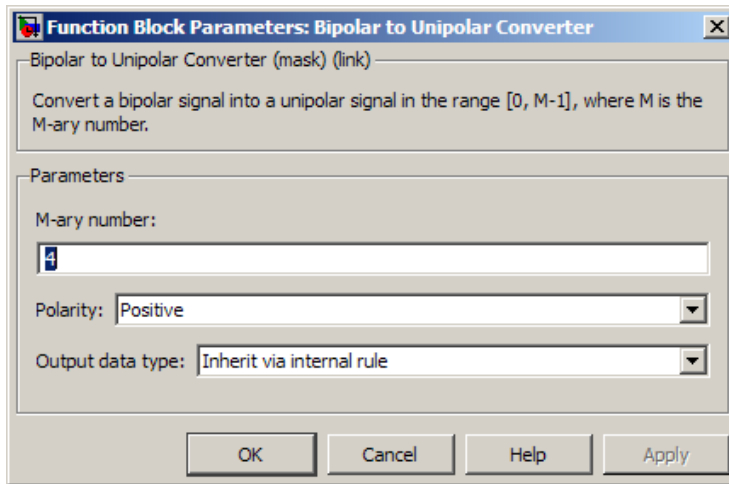 Function Block Parameters: Bipolar to Unipolar Converter
Bipolar to Unipolar Converter (mask) (link)
Convert a bipolar signal into a unipolar signal in the range [0, M-1], where M is the
M-ary number.
Parameters
M-ary number:
4
Polarity: Positive
Output data type: Inherit via internal rule
OK Cancel Help Apply